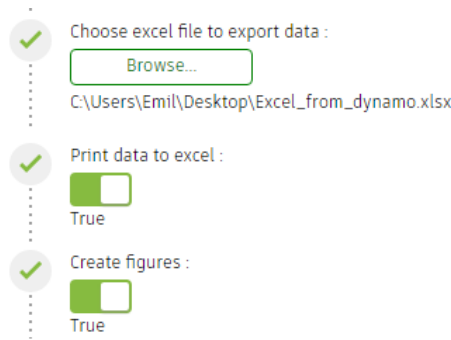 Choose excel file to export data :
Browse...
C:\Users\Emil\Desktop\Excel_from_dynamo.xlsx
Print data to excel :
True
Create figures :
True